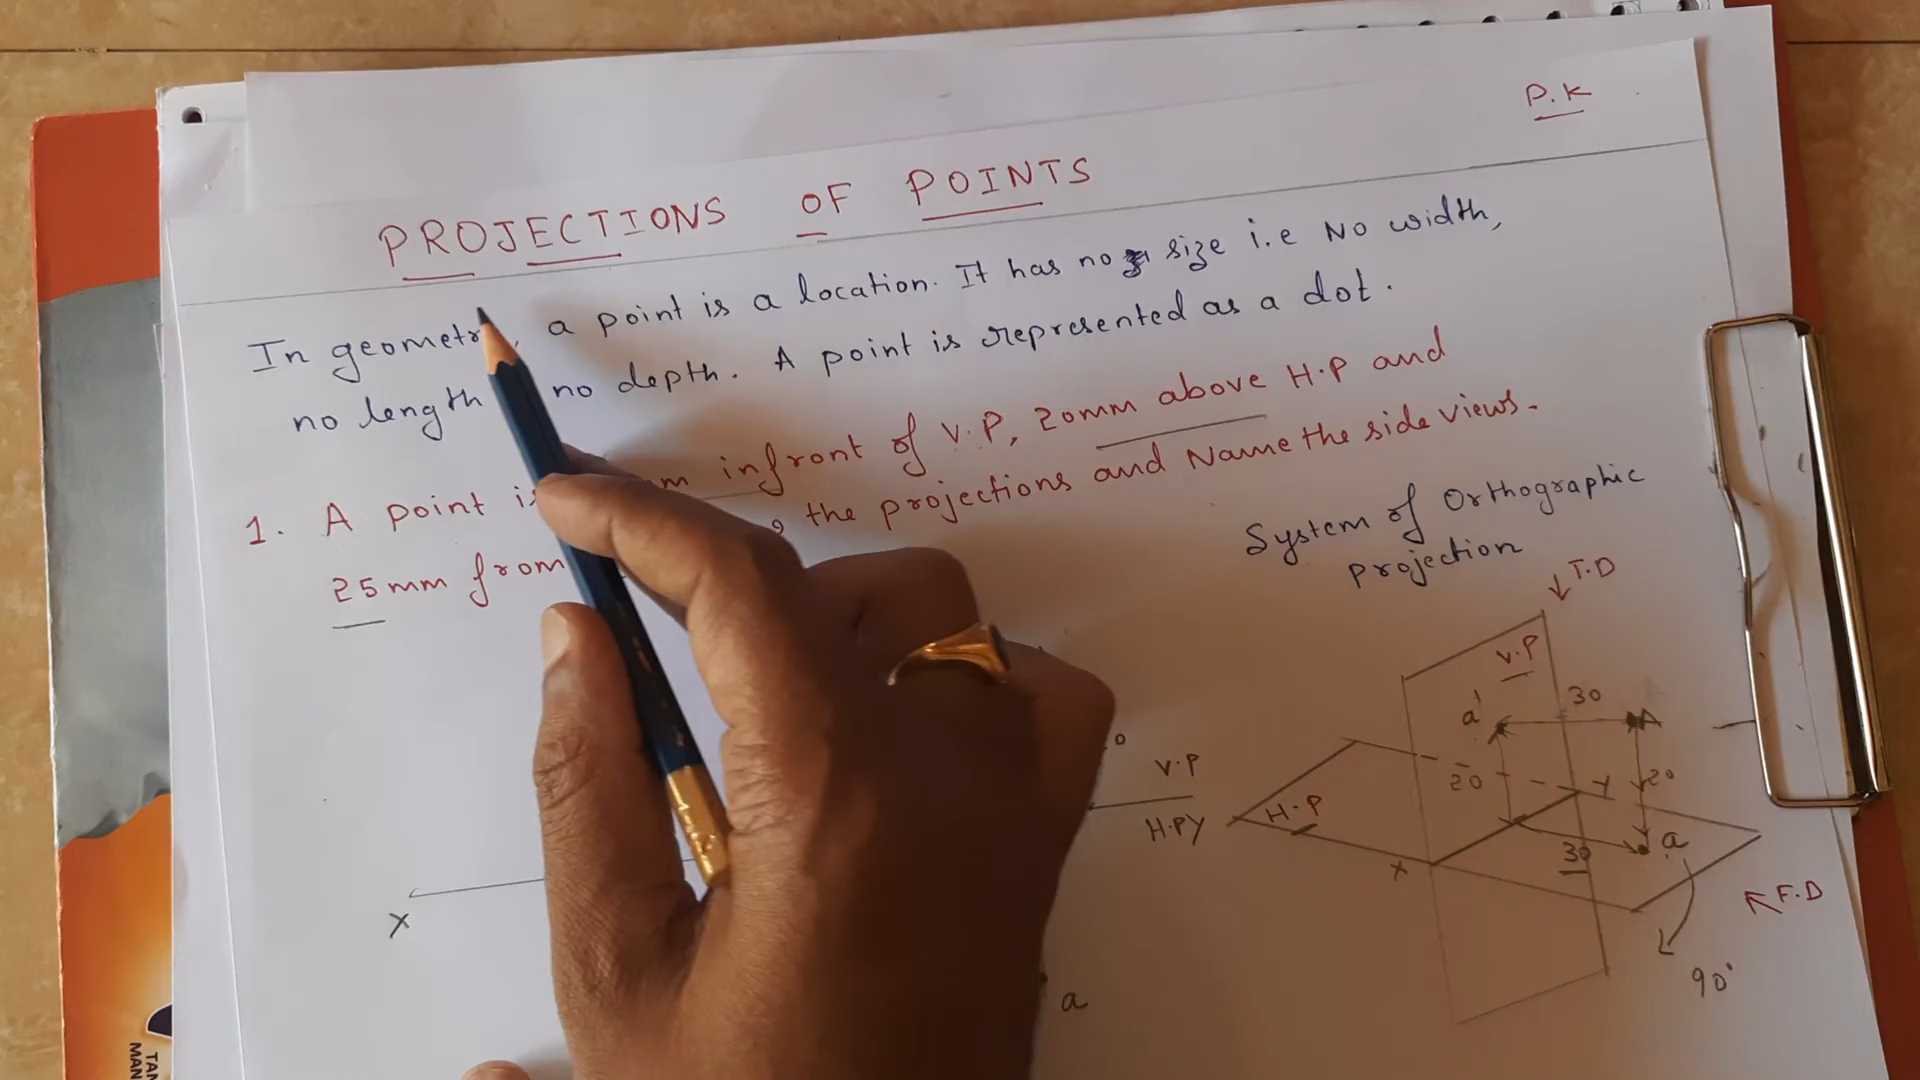 P.K
PROJECTIONS OF POINTS
In geometr, a point is a location. It has no size i.e No width,
no length no depth. A point is represented as a dot.
1. A point is m infront of V.P, 20mm above H.P and
25mm from the projections and Name the side views.
System of Orthographic
projection
T.D
V.P
a'
30
A
20
Y
20
H.P
30
a
X
F.D
90°
V.P
H.PY
X
a
TAN
MAN